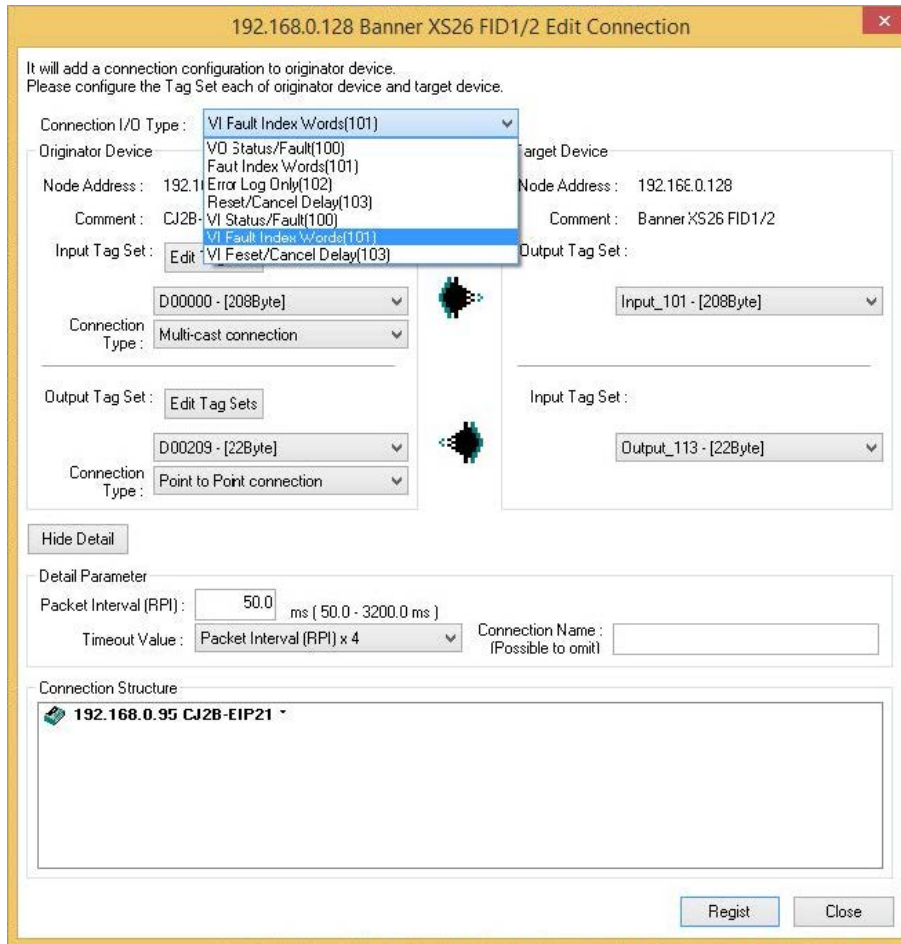 192.168.0.128 Banner XS26 FID1/2 Edit Connection
It will add a connection configuration to originator device.
Please configure the Tag Set each of originator device and target device.
Connection I/O Type : VI Fault Index Words(101)
VO Status/Fault(100)
Faut Index Words(101)
Error Log Only(102)
Reset/Cancel Delay(103)
VI Status/Fault(100)
VI Fault Index Words(101)
VI Reset/Cancel Delay(103)
Originator Device
Node Address : 192.1
Comment : CJ2B-
Input Tag Set : Edit
D00000 - [208Byte]
Connection Type : Multi-cast connection
Output Tag Set : Edit Tag Sets
D00209 - [22Byte]
Connection Type : Point to Point connection
Target Device
Node Address : 192.168.0.128
Comment : Banner XS26 FID1/2
Output Tag Set :
Input_101 - [208Byte]
Input Tag Set :
Output_113 - [22Byte]
Hide Detail
Detail Parameter
Packet Interval (RPI) : 50.0 ms ( 50.0 - 3200.0 ms )
Timeout Value : Packet Interval (RPI) x 4
Connection Name :
(Possible to omit)
Connection Structure
192.168.0.95 CJ2B-EIP21 *
Regist
Close